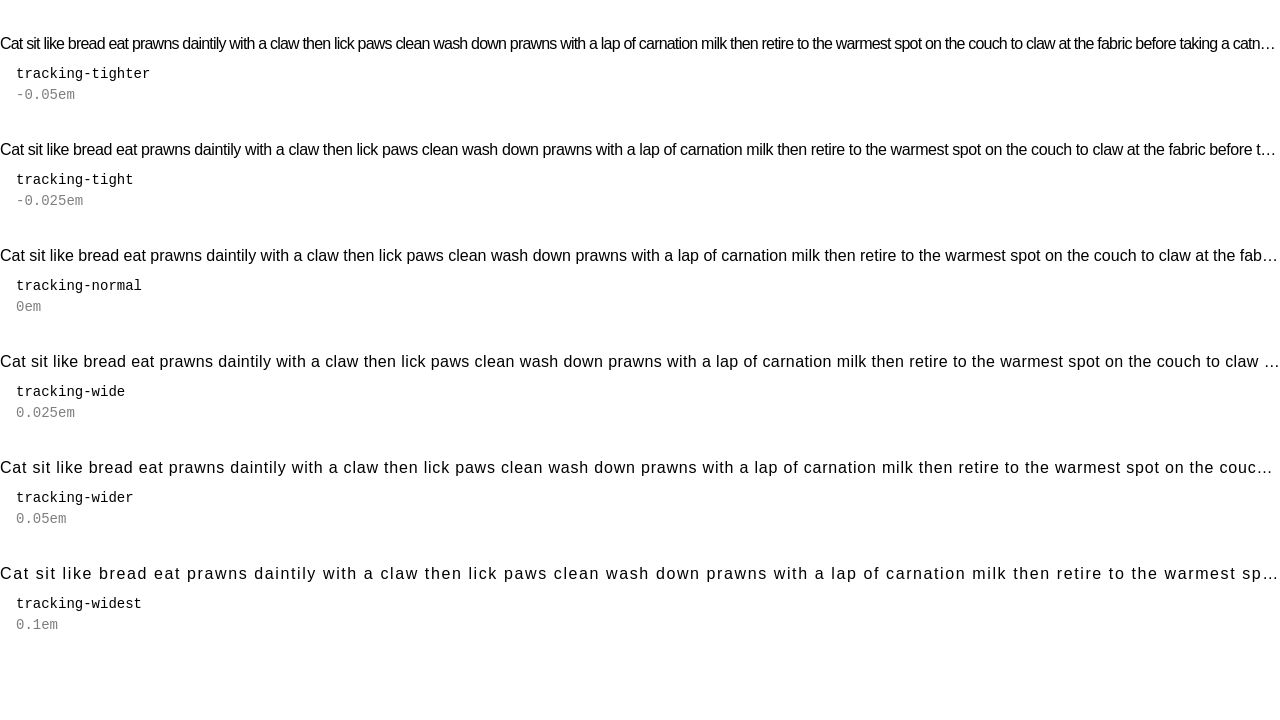 Cat sit like bread eat prawns daintily with a claw then lick paws clean wash down prawns with a lap of carnation milk then retire to the warmest spot on the couch to claw at the fabric before taking a catn…
tracking-tighter
-0.05em
Cat sit like bread eat prawns daintily with a claw then lick paws clean wash down prawns with a lap of carnation milk then retire to the warmest spot on the couch to claw at the fabric before t…
tracking-tight
-0.025em
Cat sit like bread eat prawns daintily with a claw then lick paws clean wash down prawns with a lap of carnation milk then retire to the warmest spot on the couch to claw at the fab…
tracking-normal
0em
Cat sit like bread eat prawns daintily with a claw then lick paws clean wash down prawns with a lap of carnation milk then retire to the warmest spot on the couch to claw …
tracking-wide
0.025em
Cat sit like bread eat prawns daintily with a claw then lick paws clean wash down prawns with a lap of carnation milk then retire to the warmest spot on the couc…
tracking-wider
0.05em
Cat sit like bread eat prawns daintily with a claw then lick paws clean wash down prawns with a lap of carnation milk then retire to the warmest sp…
tracking-widest
0.1em